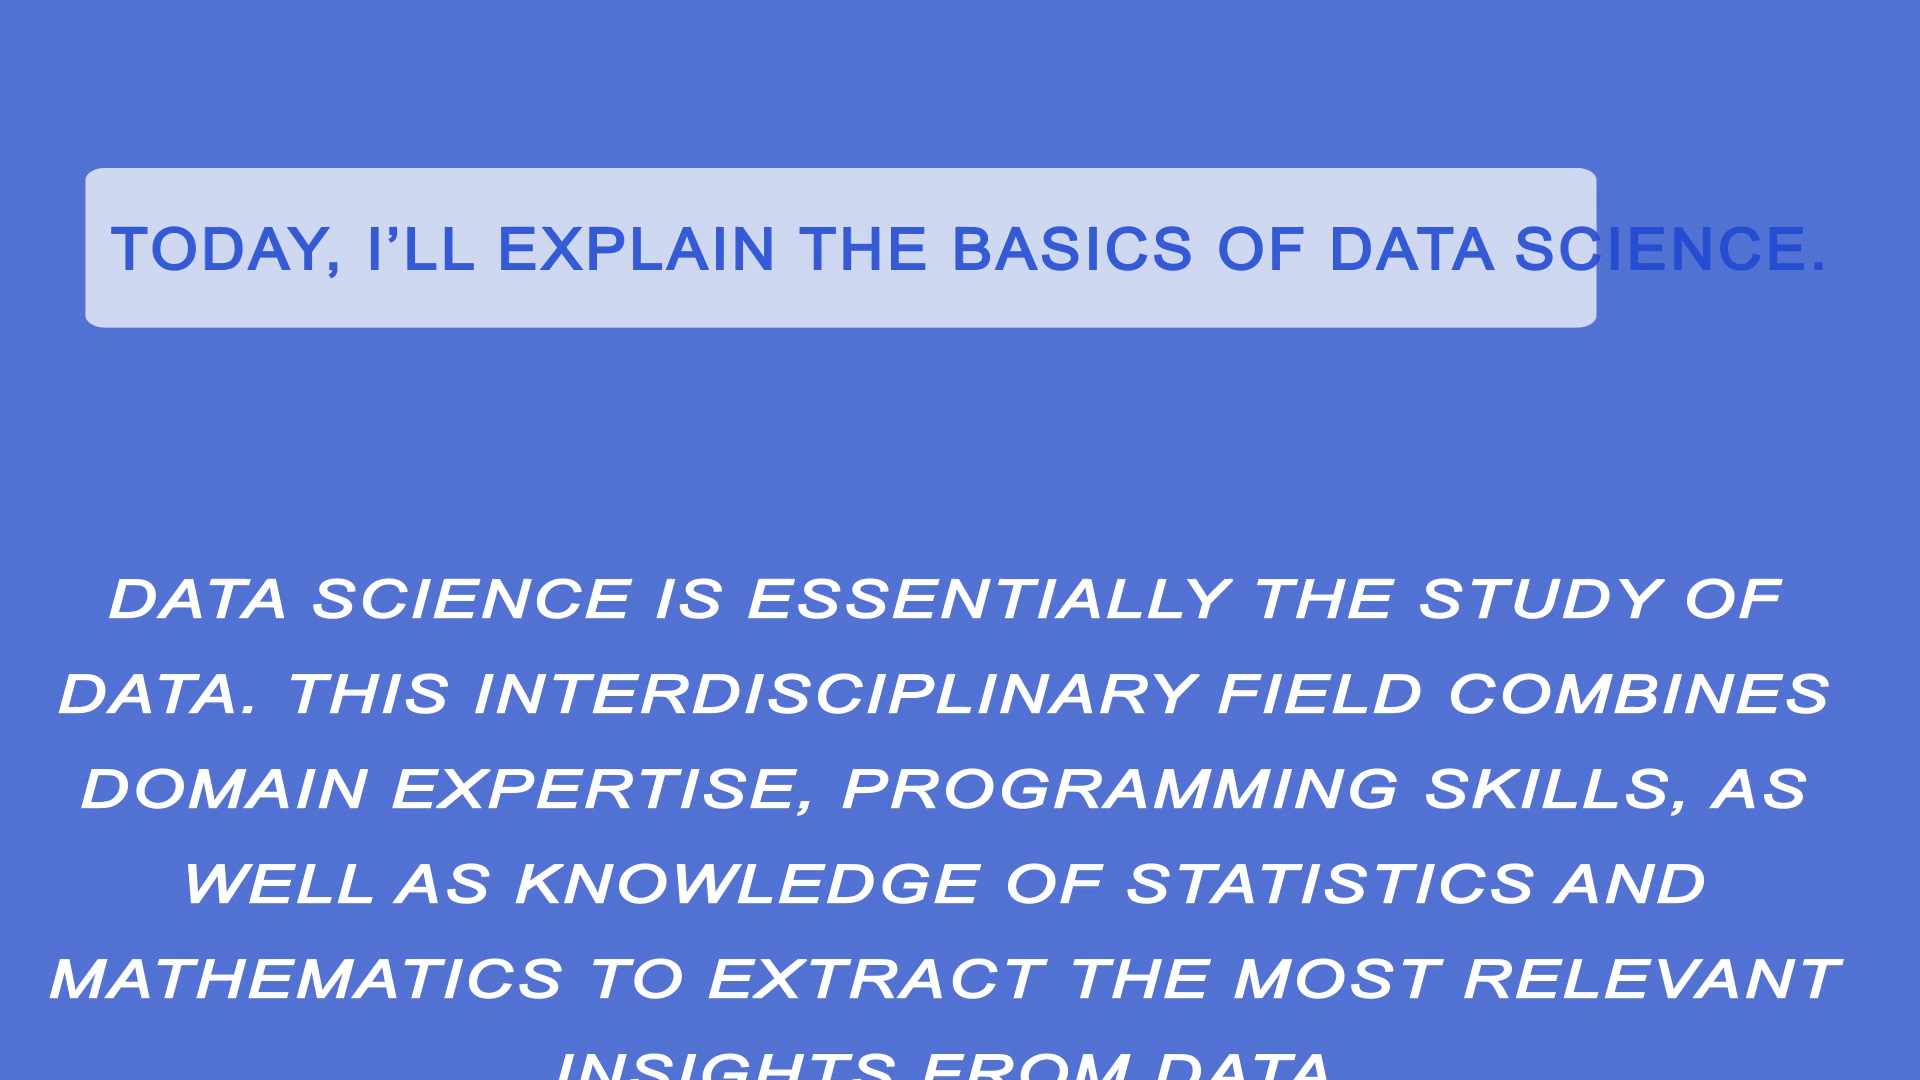 TODAY, I’LL EXPLAIN THE BASICS OF DATA SCIENCE.
DATA SCIENCE IS ESSENTIALLY THE STUDY OF
DATA. THIS INTERDISCIPLINARY FIELD COMBINES
DOMAIN EXPERTISE, PROGRAMMING SKILLS, AS
WELL AS KNOWLEDGE OF STATISTICS AND
MATHEMATICS TO EXTRACT THE MOST RELEVANT
INSIGHTS FROM DATA